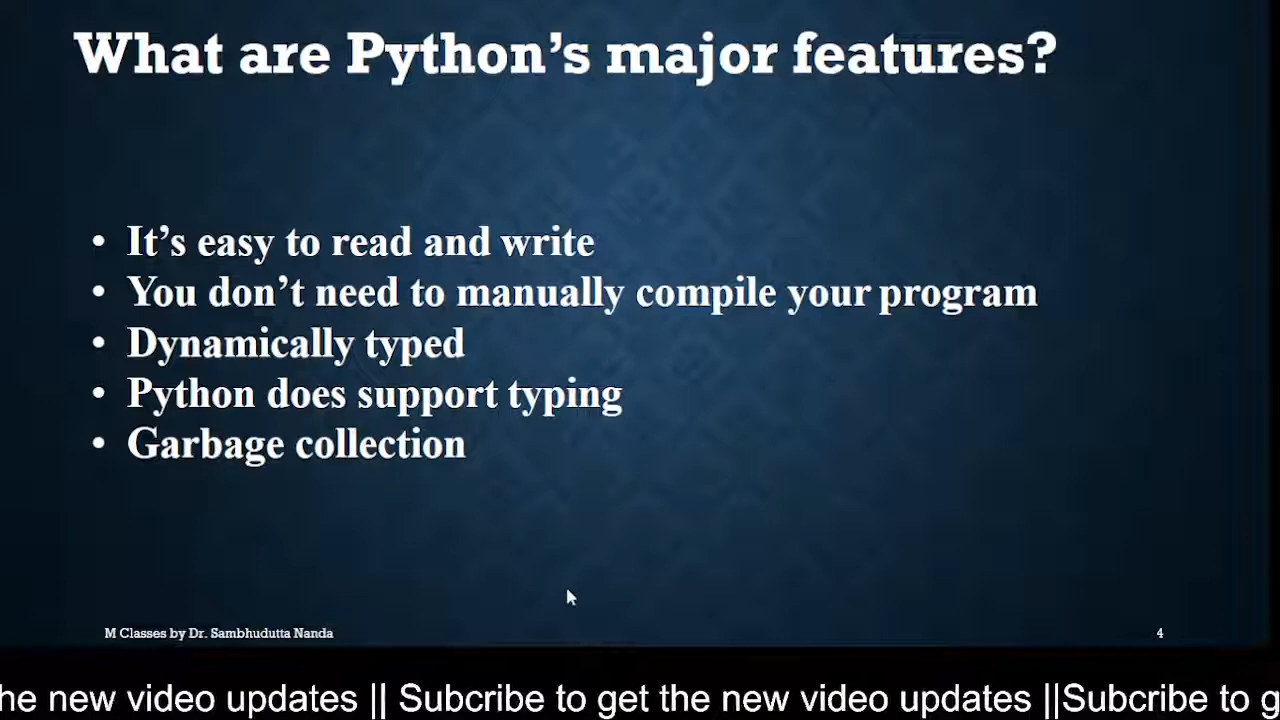 What are Python’s major features?
• It’s easy to read and write
• You don’t need to manually compile your program
• Dynamically typed
• Python does support typing
• Garbage collection
M Classes by Dr. Sambhudutta Nanda
4
he new video updates || Subcribe to get the new video updates ||Subcribe to g